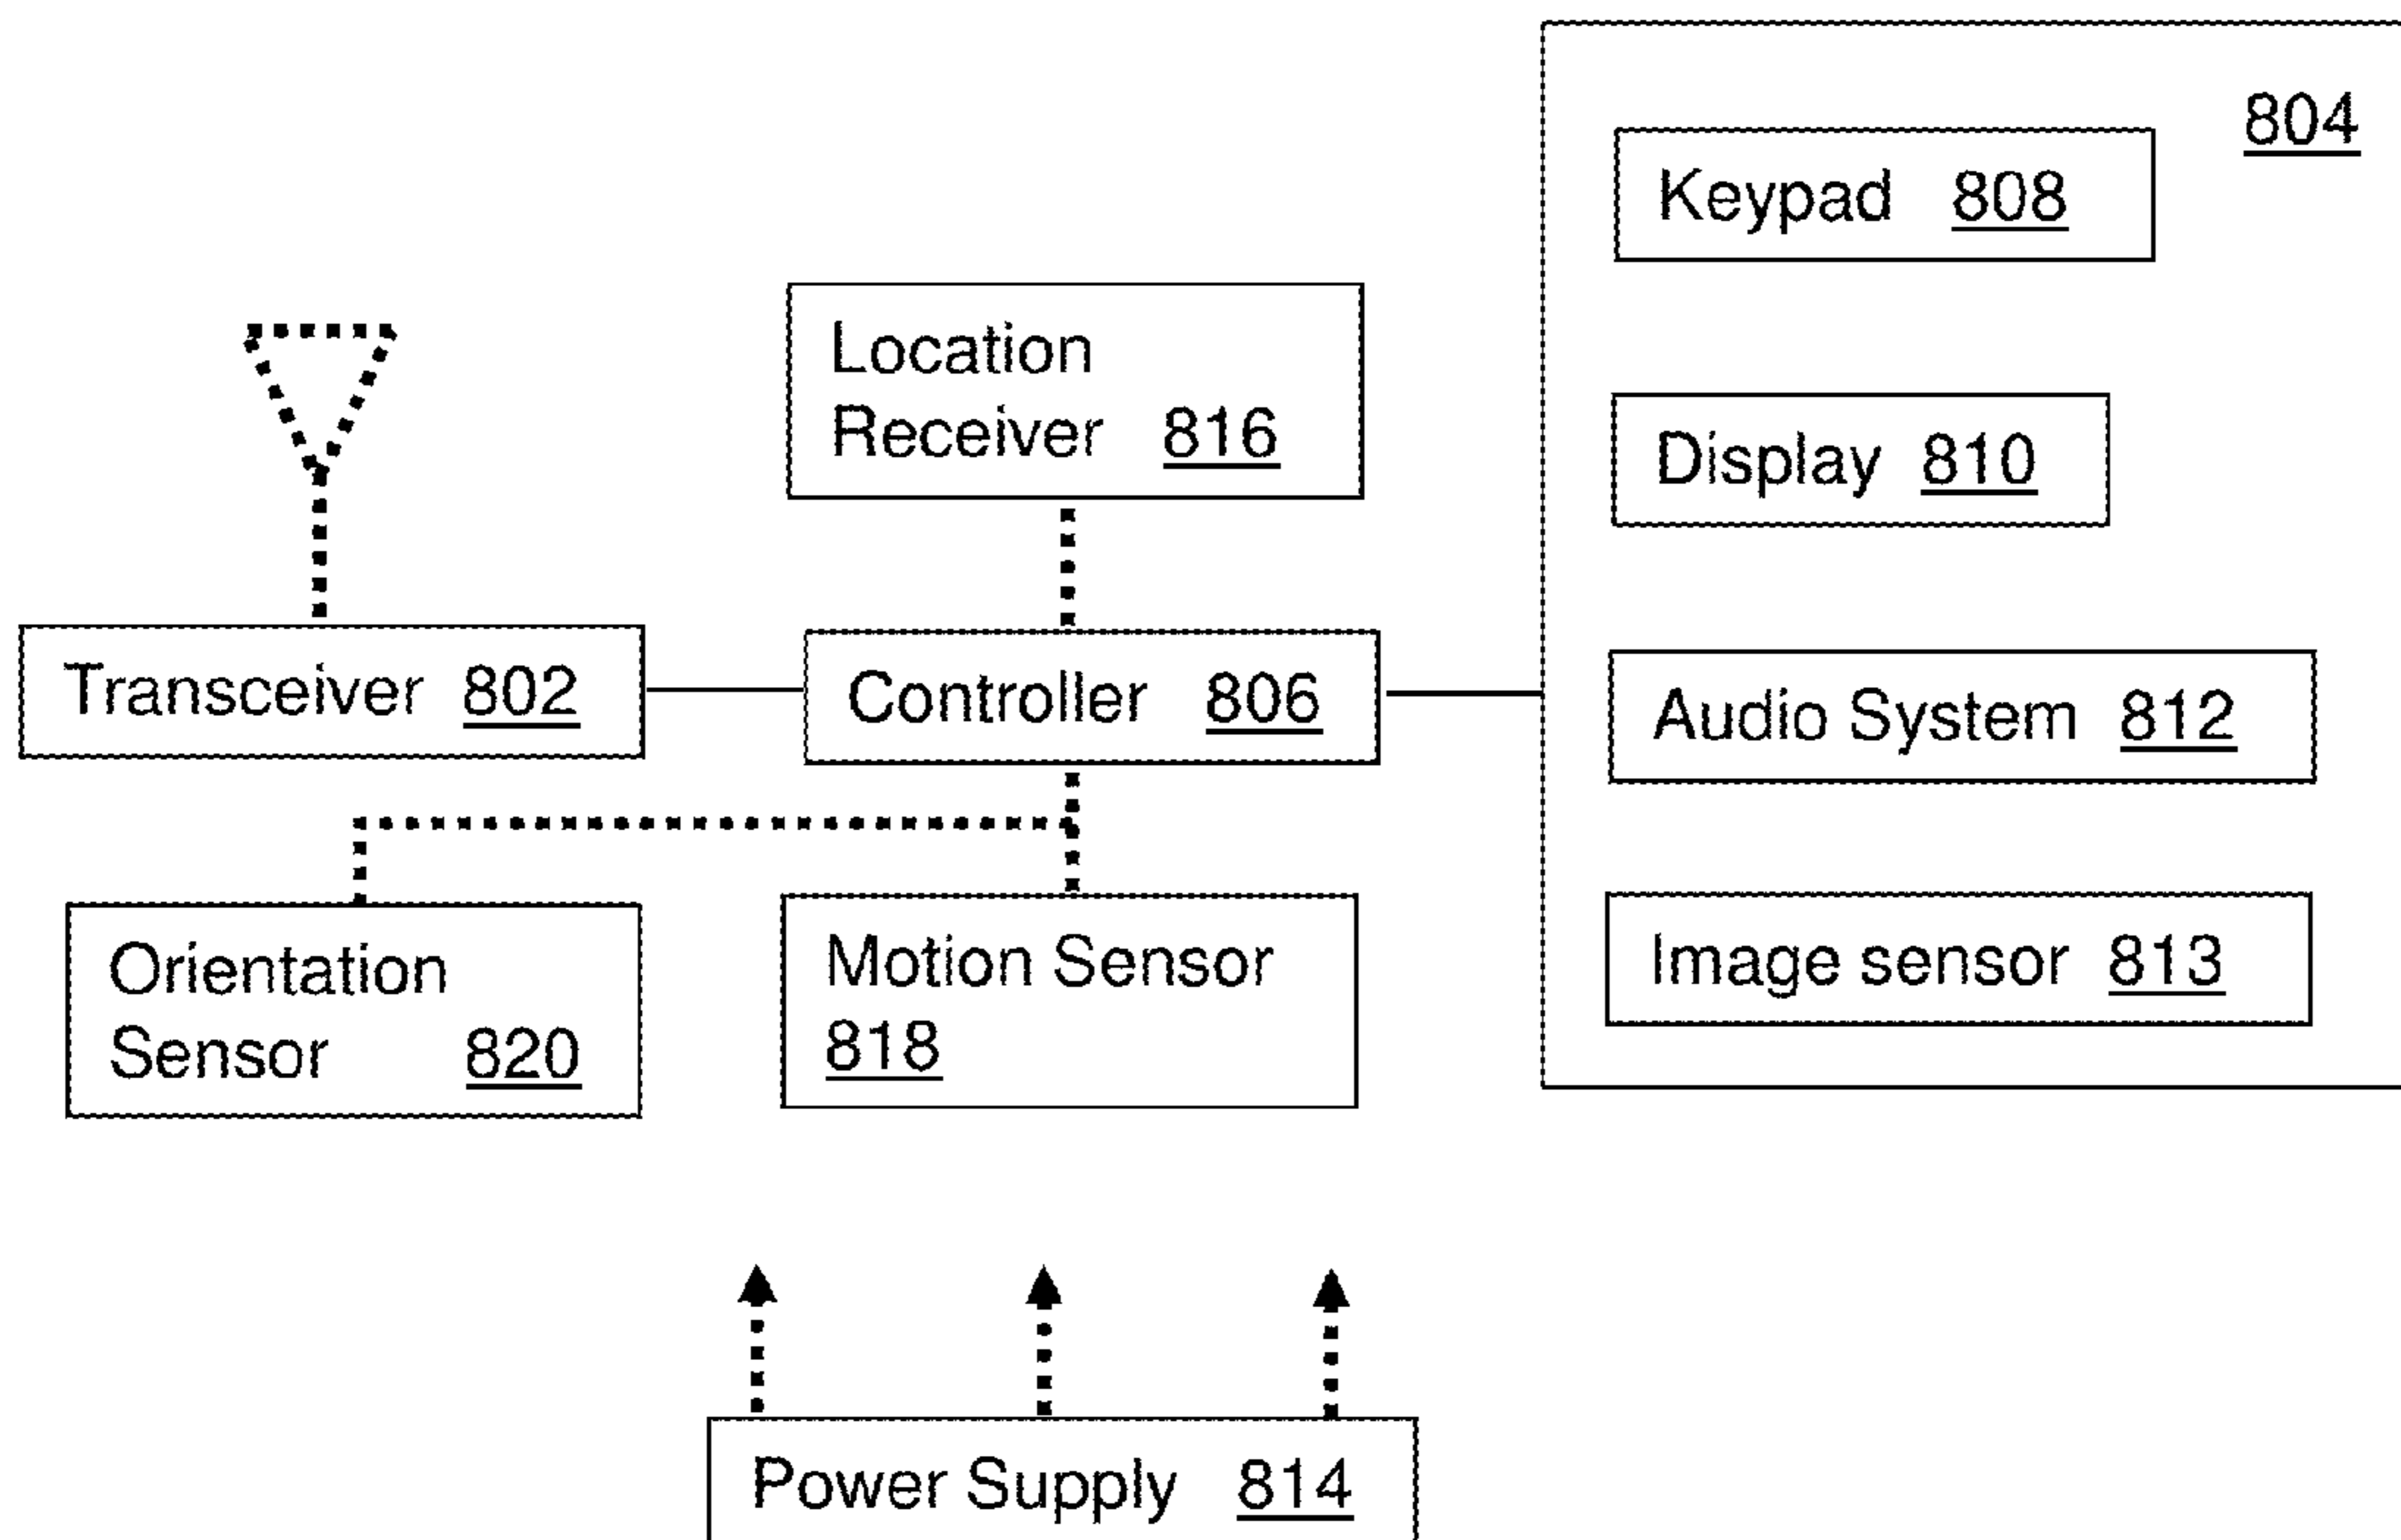 804
Keypad 808
Location
Receiver 816
Display 810
Transceiver 802
Controller 806
Audio System 812
Orientation
Sensor 820
Motion Sensor
818
Image sensor 813
Power Supply 814